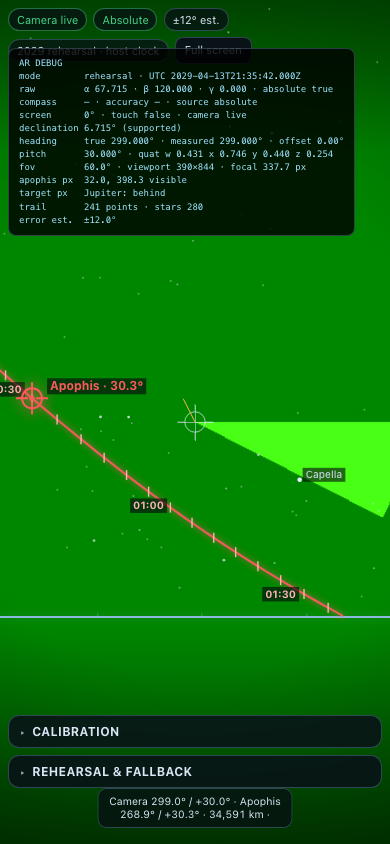 Camera live
Absolute
±12° est.
2029 rehearsal · host clock
Full screen
AR DEBUG
mode rehearsal · UTC 2029-04-13T21:35:42.000Z
raw α 67.715 · β 120.000 · γ 0.000 · absolute true
compass — · accuracy — · source absolute
screen 0° · touch false · camera live
declination 6.715° (supported)
heading true 299.000° · measured 299.000° · offset 0.00°
pitch 30.000° · quat w 0.431 x 0.746 y 0.440 z 0.254
fov 60.0° · viewport 390×844 · focal 337.7 px
apophis px 32.0, 398.3 visible
target px Jupiter: behind
trail 241 points · stars 280
error est. ±12.0°
0:30
Apophis · 30.3°
Capella
01:00
01:30
▸ CALIBRATION
▸ REHEARSAL & FALLBACK
Camera 299.0° / +30.0° · Apophis
268.9° / +30.3° · 34,591 km ·